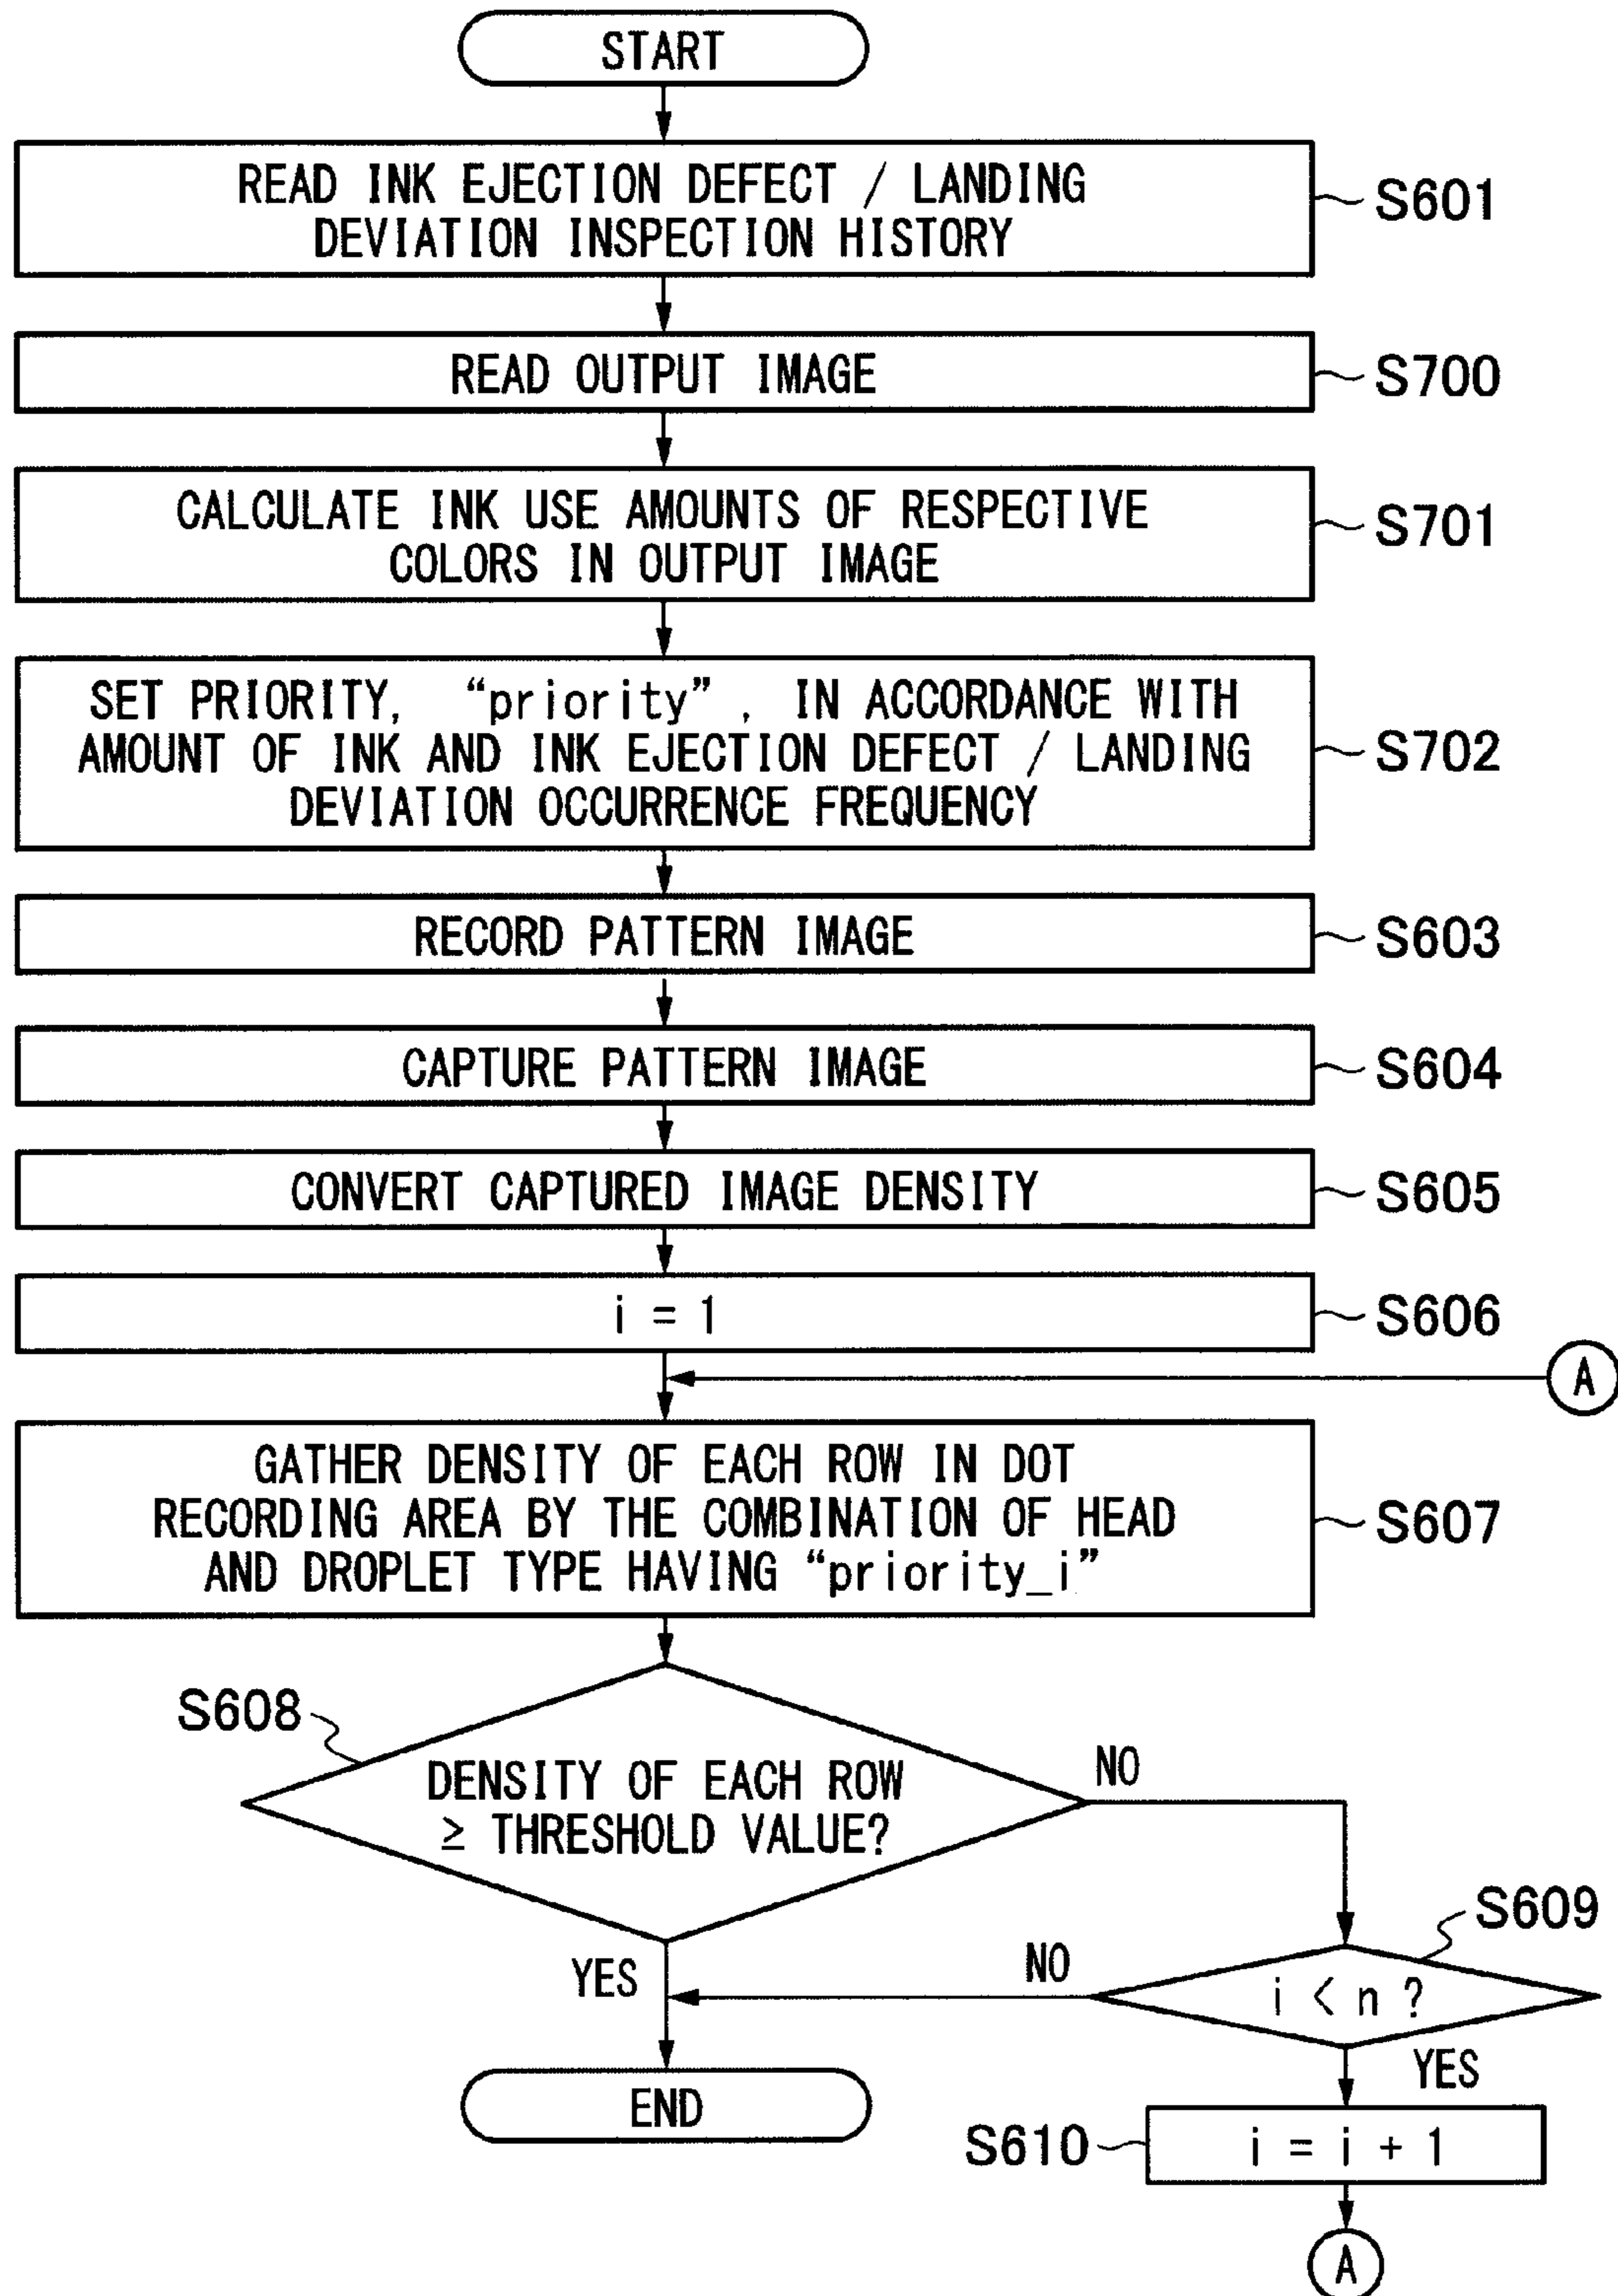 START
READ INK EJECTION DEFECT / LANDING
DEVIATION INSPECTION HISTORY
S601
READ OUTPUT IMAGE
S700
CALCULATE INK USE AMOUNTS OF RESPECTIVE
COLORS IN OUTPUT IMAGE
S701
SET PRIORITY, “priority”, IN ACCORDANCE WITH
AMOUNT OF INK AND INK EJECTION DEFECT / LANDING
DEVIATION OCCURRENCE FREQUENCY
S702
RECORD PATTERN IMAGE
S603
CAPTURE PATTERN IMAGE
S604
CONVERT CAPTURED IMAGE DENSITY
S605
i = 1
S606
A
GATHER DENSITY OF EACH ROW IN DOT
RECORDING AREA BY THE COMBINATION OF HEAD
AND DROPLET TYPE HAVING “priority_i”
S607
S608
DENSITY OF EACH ROW
≥ THRESHOLD VALUE?
NO
YES
S609
i < n ?
NO
YES
END
S610
i = i + 1
A